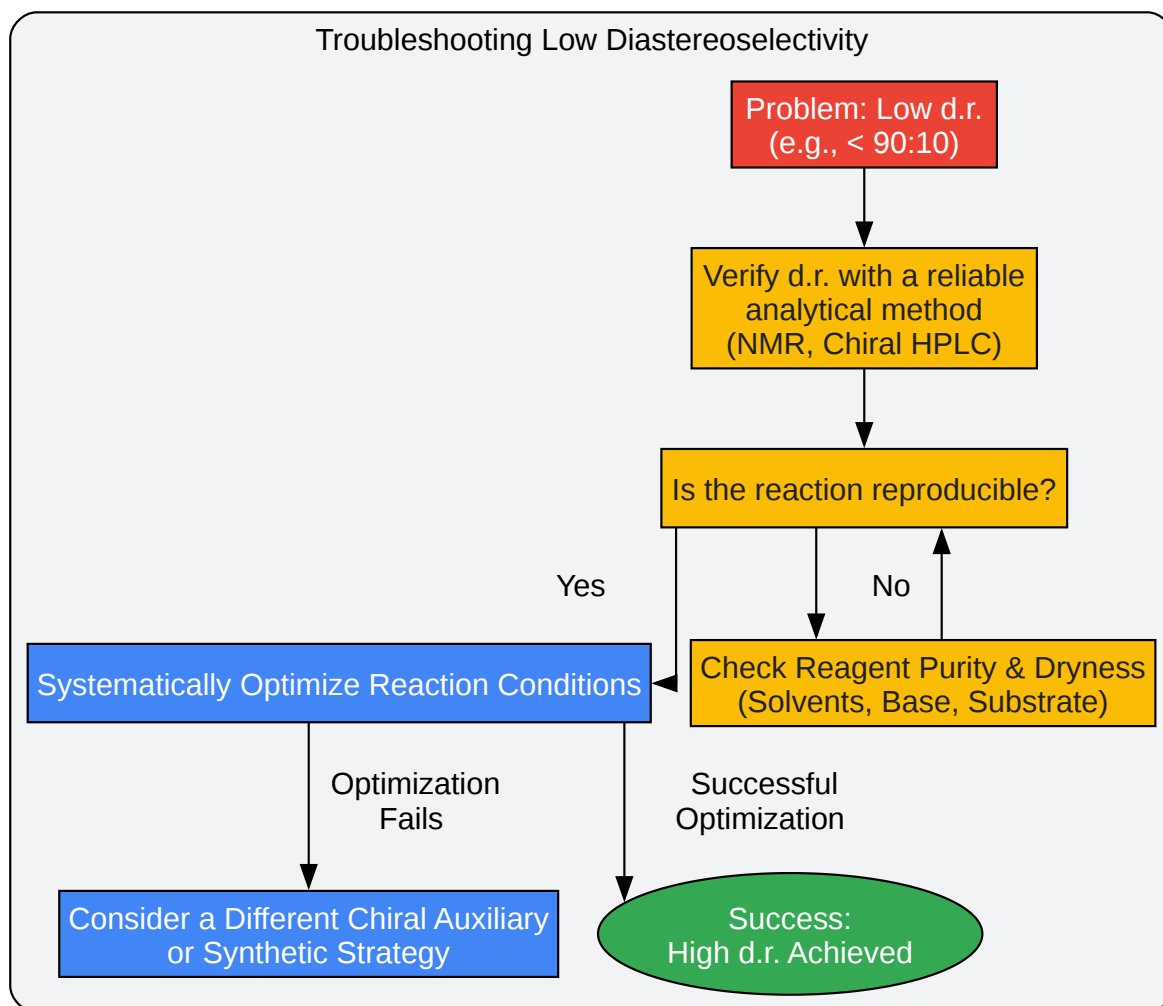 Troubleshooting Low Diastereoselectivity
Problem: Low d.r.
(e.g., < 90:10)
Verify d.r. with a reliable
analytical method
(NMR, Chiral HPLC)
Is the reaction reproducible?
Yes
No
Systematically Optimize Reaction Conditions
Check Reagent Purity & Dryness
(Solvents, Base, Substrate)
Optimization
Fails
Successful
Optimization
Consider a Different Chiral Auxiliary
or Synthetic Strategy
Success:
High d.r. Achieved